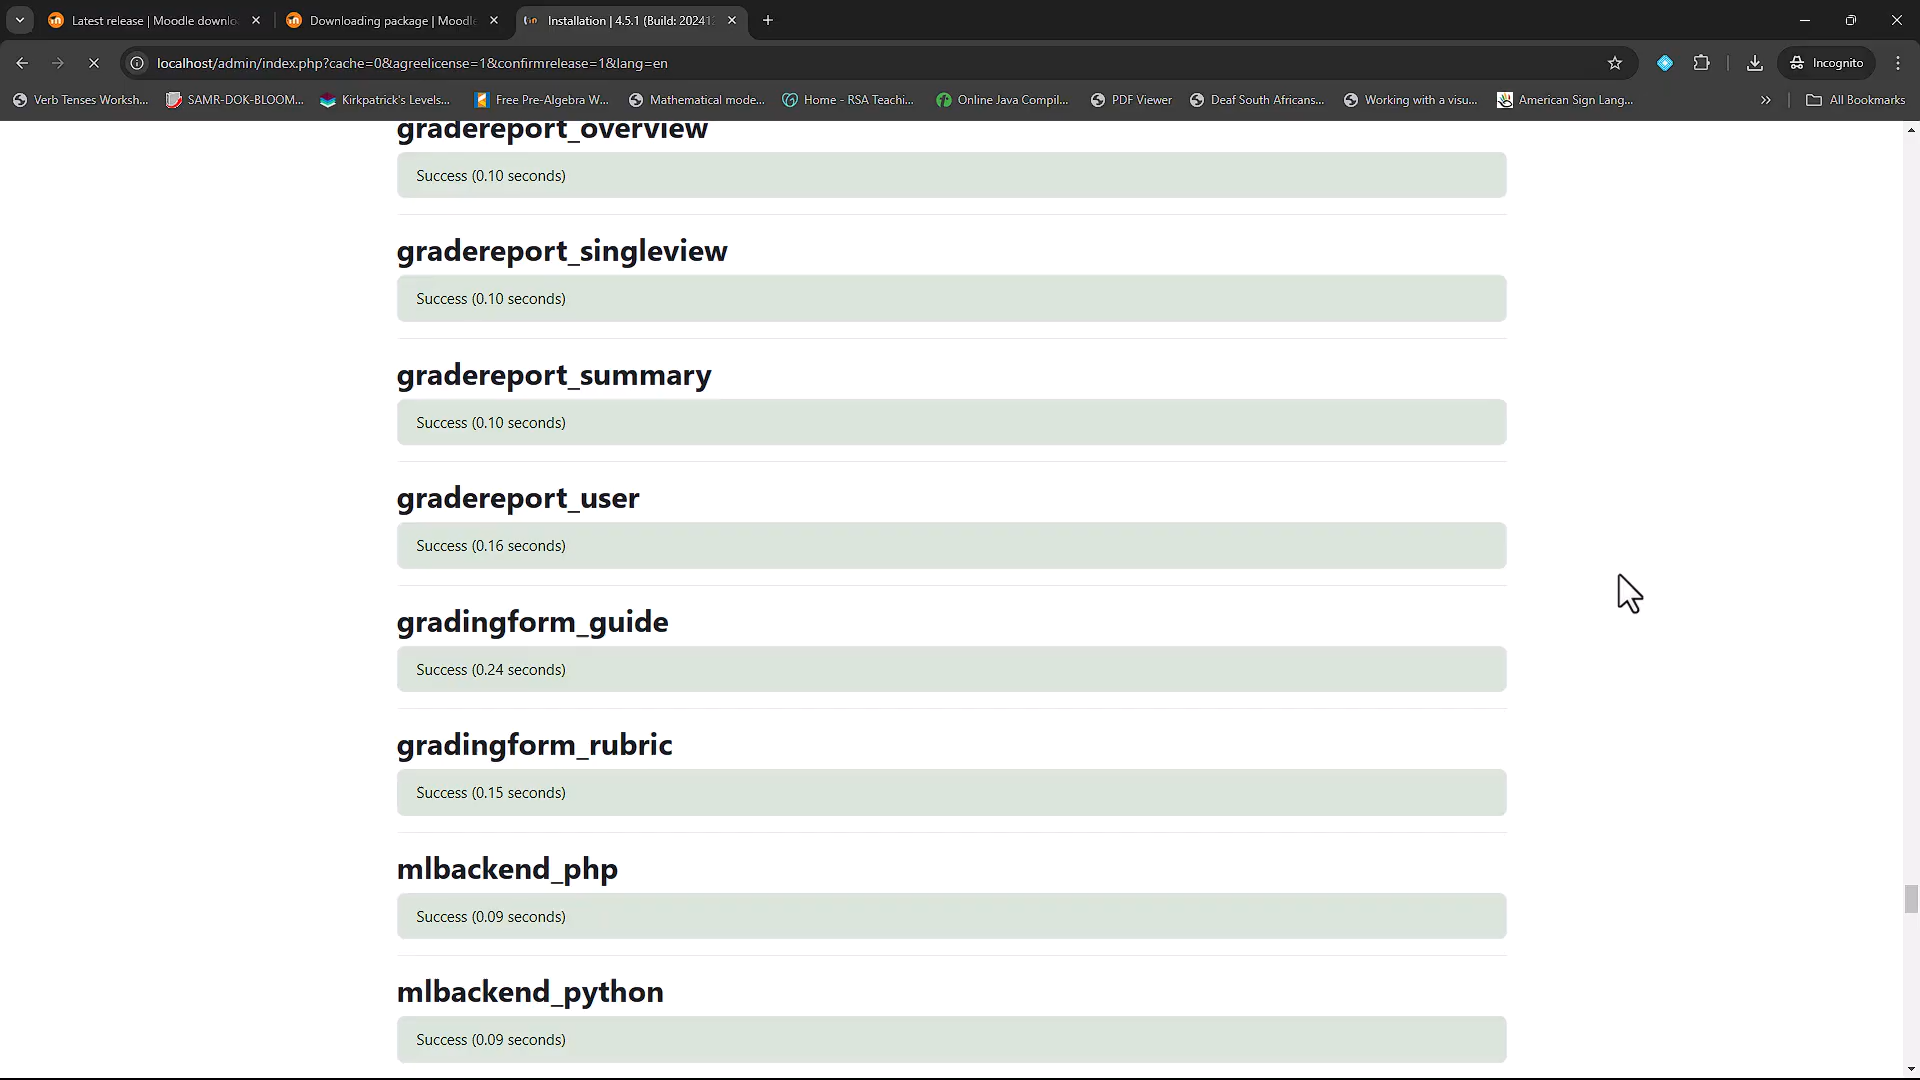 Latest release | Moodle downlo
Downloading package | Moodle
Installation | 4.5.1 (Build: 20241
localhost/admin/index.php?cache=0&agreelicense=1&confirmrelease=1&lang=en
Incognito
Verb Tenses Worksh...
SAMR-DOK-BLOOM...
Kirkpatrick's Levels...
Free Pre-Algebra W...
Mathematical mode...
Home - RSA Teachi...
Online Java Compil...
PDF Viewer
Deaf South Africans...
Working with a visu...
American Sign Lang...
All Bookmarks
gradereport_overview
Success (0.10 seconds)
gradereport_singleview
Success (0.10 seconds)
gradereport_summary
Success (0.10 seconds)
gradereport_user
Success (0.16 seconds)
gradingform_guide
Success (0.24 seconds)
gradingform_rubric
Success (0.15 seconds)
mlbackend_php
Success (0.09 seconds)
mlbackend_python
Success (0.09 seconds)